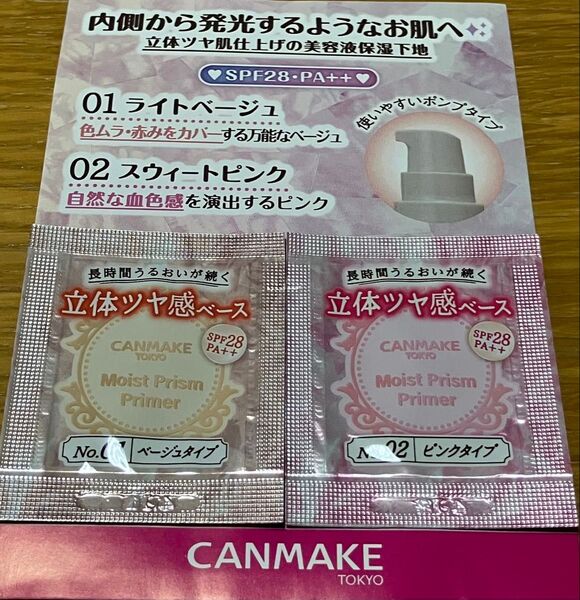 内側から発光するようなお肌へ
立体ツヤ肌仕上げの美容液保湿下地
SPF28・PA++
01 ライトベージュ
色ムラ・赤みをカバーする万能なベージュ
02 スウィートピンク
自然な血色感を演出するピンク
使いやすいポンプタイプ
長時間うるおいが続く
立体ツヤ感ベース
SPF28
PA++
CANMAKE
TOKYO
Moist Prism
Primer
No.01 ベージュタイプ
長時間うるおいが続く
立体ツヤ感ベース
SPF28
PA++
CANMAKE
TOKYO
Moist Prism
Primer
No.02 ピンクタイプ
CANMAKE
TOKYO